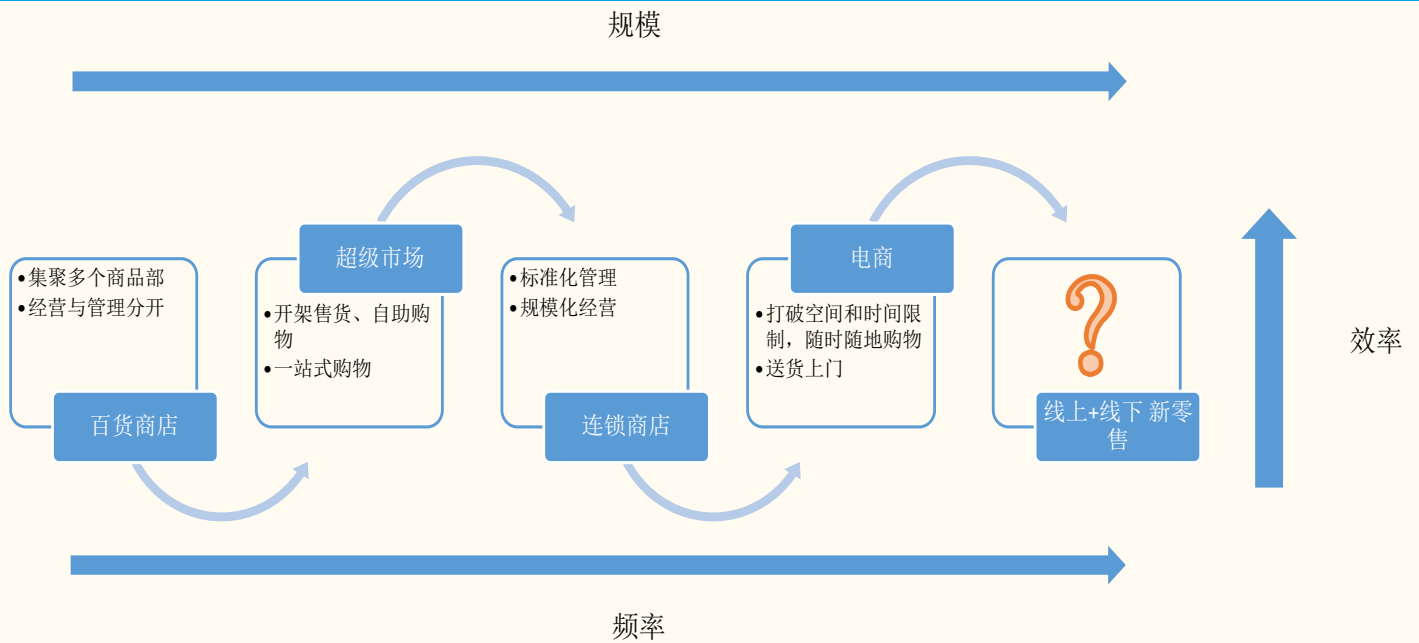 规模
•集聚多个商品部
•经营与管理分开
百货商店
超级市场
•开架售货、自助购
物
•一站式购物
•标准化管理
•规模化经营
连锁商店
电商
•打破空间和时间限
制，随时随地购物
•送货上门
?
线上+线下 新零
售
效率
频率